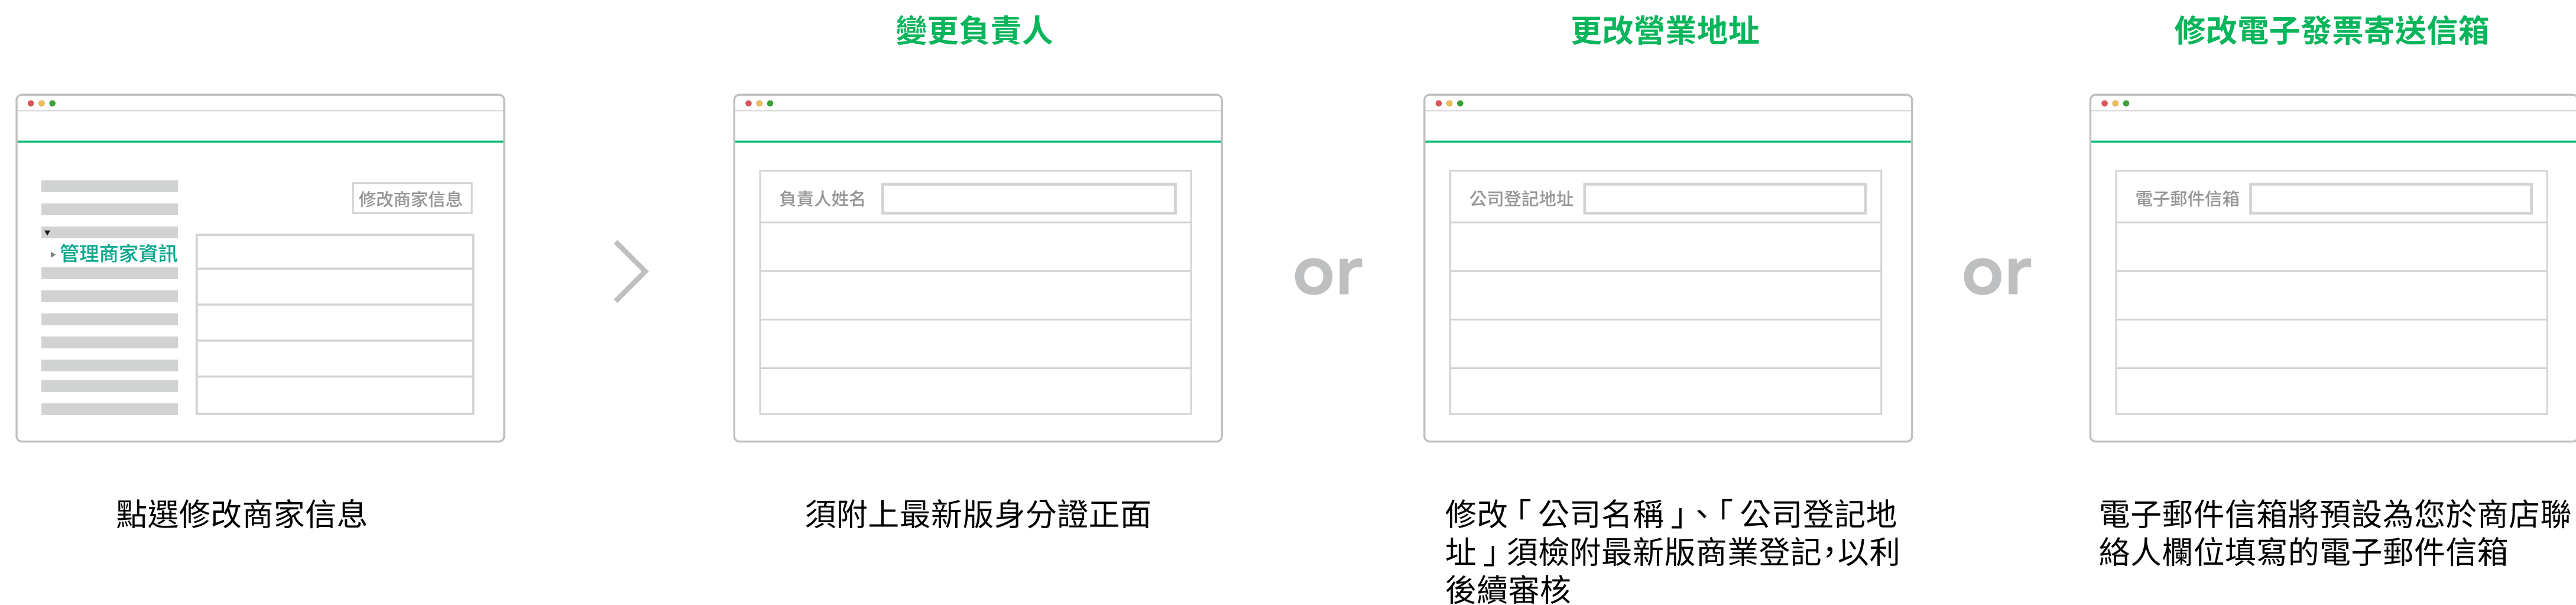 修改商家信息
管理商家資訊
點選修改商家信息
變更負責人
負責人姓名
須附上最新版身分證正面
or
更改營業地址
公司登記地址
修改「公司名稱」、「公司登記地
址」須檢附最新版商業登記，以利
後續審核
or
修改電子發票寄送信箱
電子郵件信箱
電子郵件信箱將預設為您於商店聯
絡人欄位填寫的電子郵件信箱